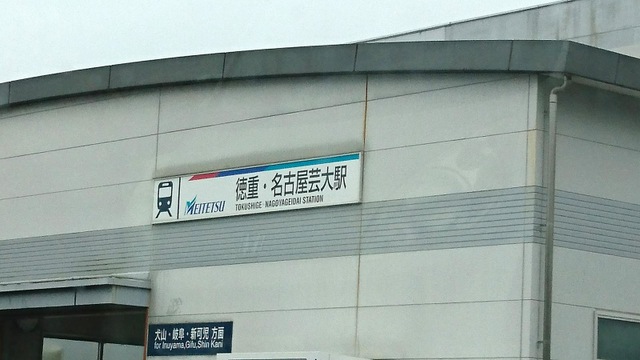 MEITETSU
徳重・名古屋芸大駅
TOKUSHIGE・NAGOYAGEIDAI STATION
犬山・岐阜・新可児 方面
for Inuyama,Gifu,Shin Kani